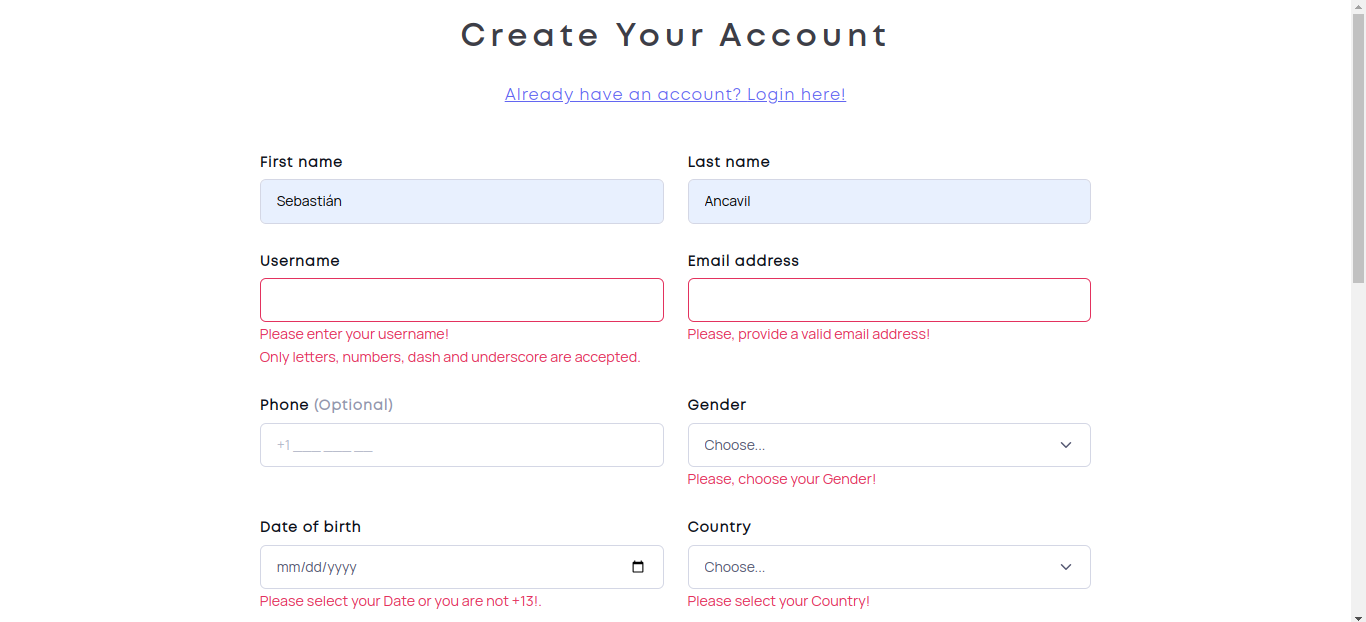 Create Your Account
Already have an account? Login here!
First name
Last name
Sebastián
Ancavil
Username
Email address
Please enter your username!
Please, provide a valid email address!
Only letters, numbers, dash and underscore are accepted.
Phone (Optional)
Gender
+1 ___ ___ __
Choose...
Please, choose your Gender!
Date of birth
Country
mm/dd/yyyy
Choose...
Please select your Date or you are not +13!.
Please select your Country!